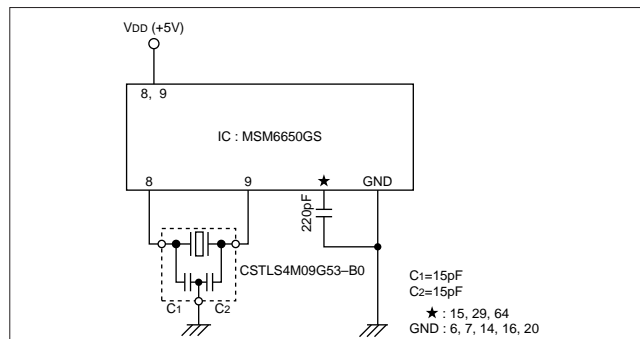 VDD (+5V)
8, 9
IC : MSM6650GS
8
9
★
GND
220pF
CSTLS4M09G53–B0
C1
C2
C1=15pF
C2=15pF
★ : 15, 29, 64
GND : 6, 7, 14, 16, 20